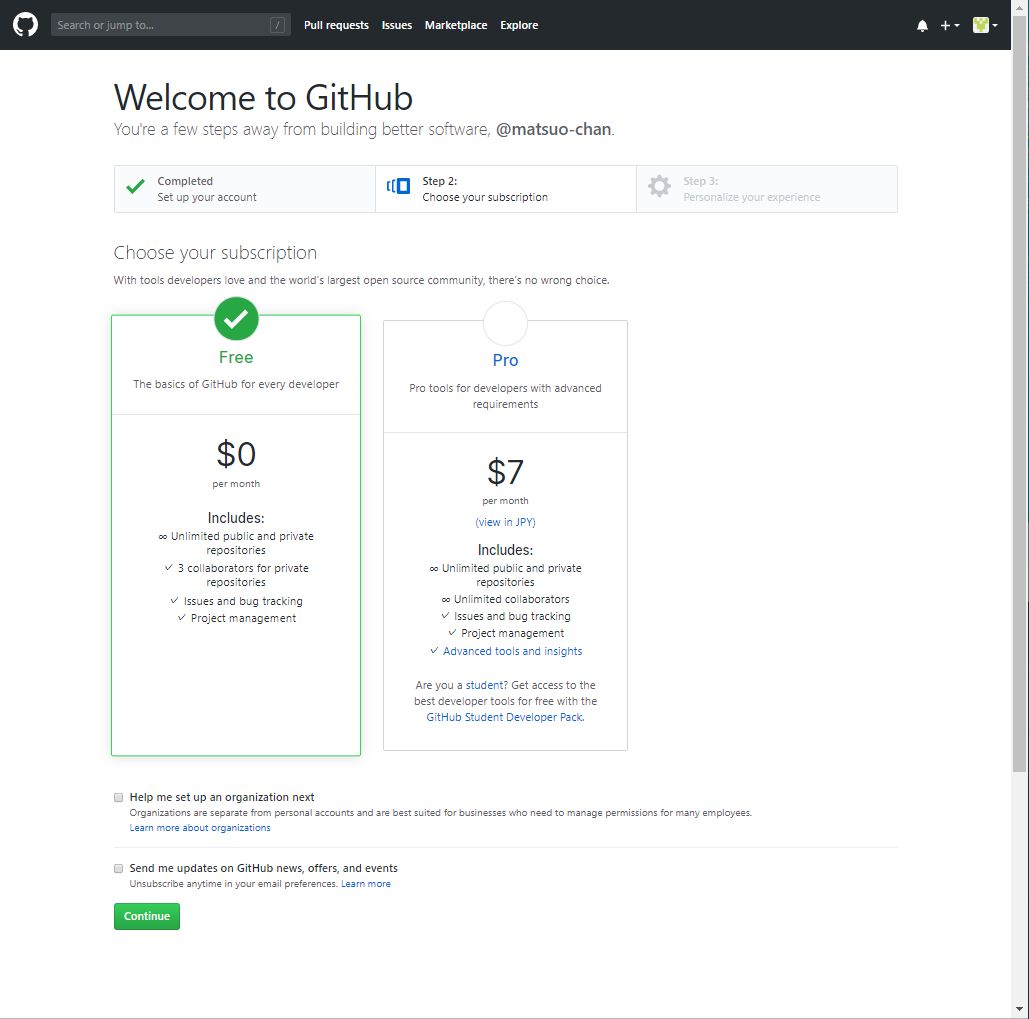 Search or jump to... /
Pull requests Issues Marketplace Explore
Welcome to GitHub
You're a few steps away from building better software, @matsuo-chan.
Completed
Set up your account
Step 2:
Choose your subscription
Step 3:
Personalize your experience
Choose your subscription
With tools developers love and the world's largest open source community, there's no wrong choice.
Free
The basics of GitHub for every developer
$0
per month
Includes:
∞ Unlimited public and private
repositories
✓ 3 collaborators for private
repositories
✓ Issues and bug tracking
✓ Project management
Pro
Pro tools for developers with advanced
requirements
$7
per month
(view in JPY)
Includes:
∞ Unlimited public and private
repositories
∞ Unlimited collaborators
✓ Issues and bug tracking
✓ Project management
✓ Advanced tools and insights
Are you a student? Get access to the
best developer tools for free with the
GitHub Student Developer Pack.
Help me set up an organization next
Organizations are separate from personal accounts and are best suited for businesses who need to manage permissions for many employees.
Learn more about organizations
Send me updates on GitHub news, offers, and events
Unsubscribe anytime in your email preferences. Learn more
Continue